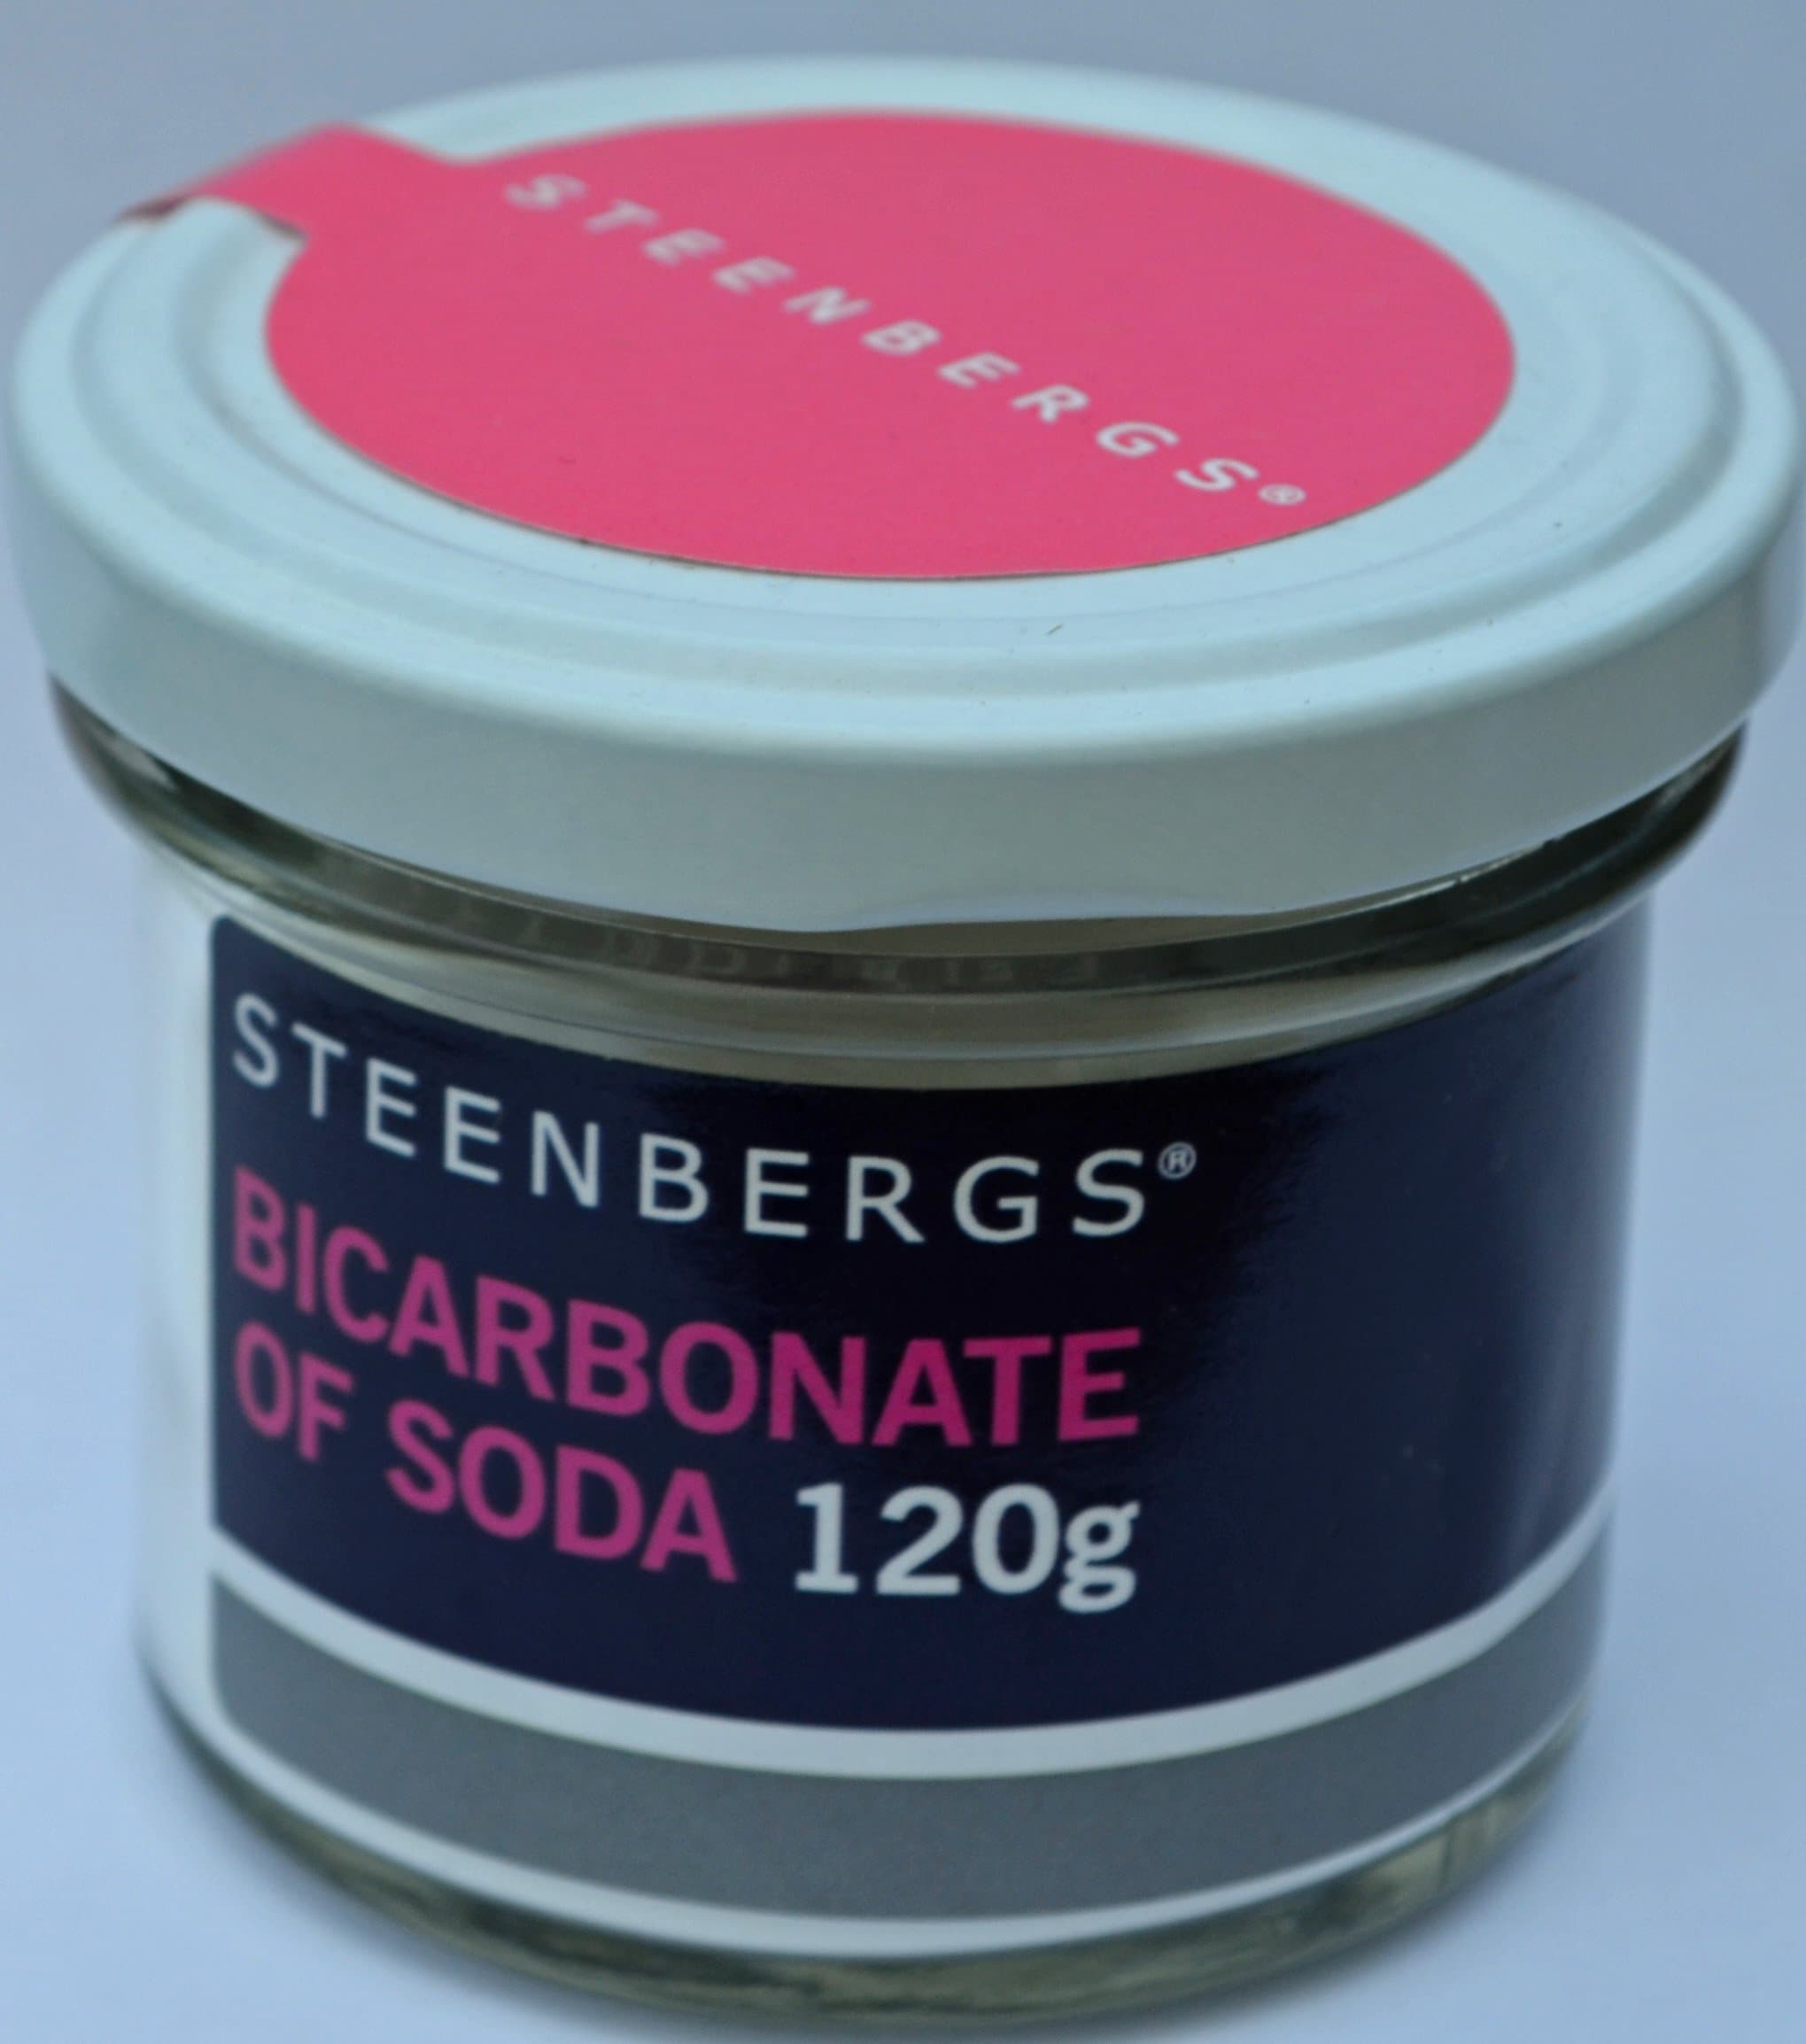 STEENBERGS®
STEENBERGS®
BICARBONATE
OF SODA 120g